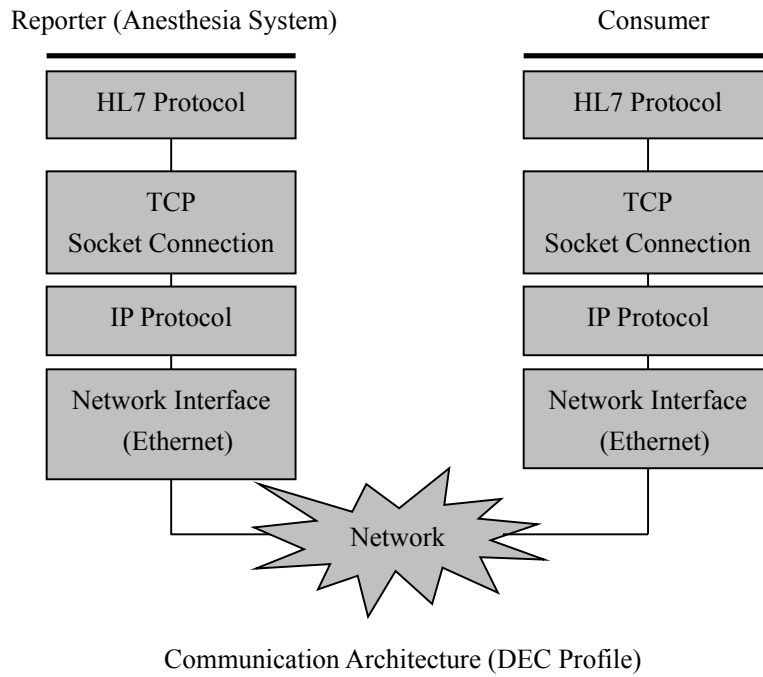 Reporter (Anesthesia System)
HL7 Protocol
TCP
Socket Connection
IP Protocol
Network Interface
(Ethernet)
Consumer
HL7 Protocol
TCP
Socket Connection
IP Protocol
Network Interface
(Ethernet)
Network
Communication Architecture (DEC Profile)